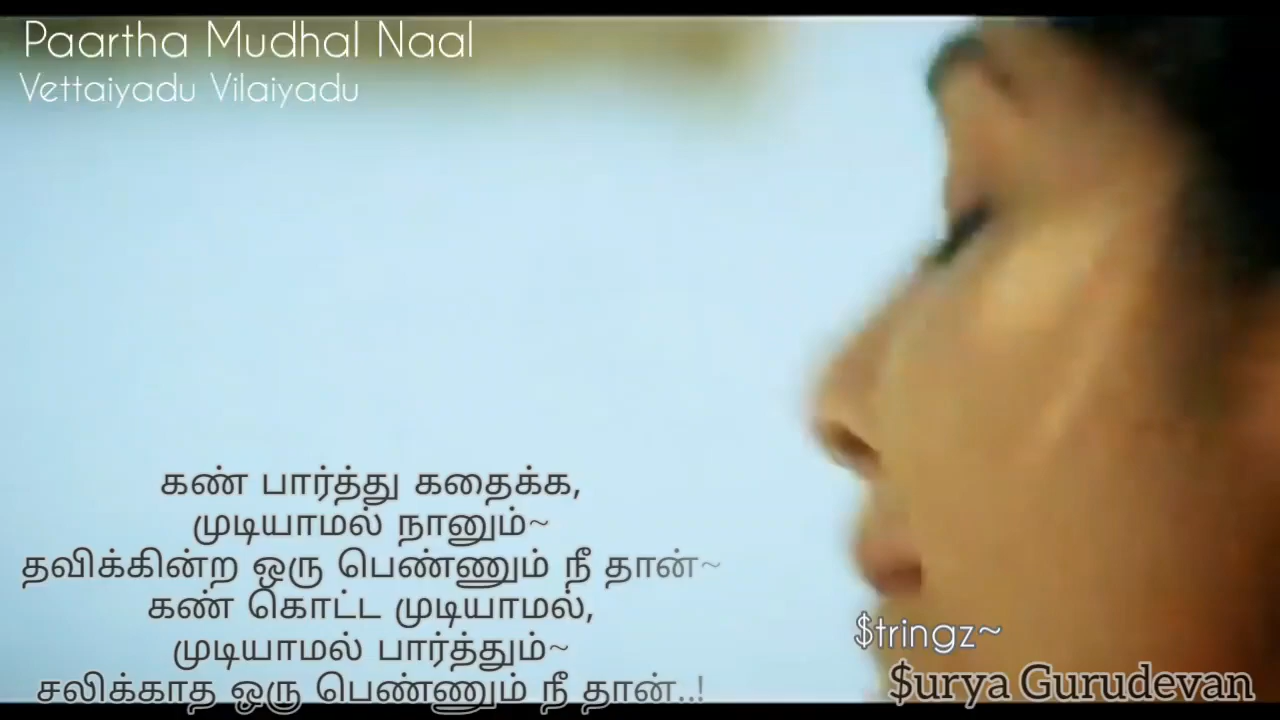 Paartha Mudhal Naal
Vettaiyadu Vilaiyadu
கண் பார்த்து கதைக்க,
முடியாமல் நானும்~
தவிக்கின்ற ஒரு பெண்ணும் நீ தான்~
கண் கொட்ட முடியாமல்,
முடியாமல் பார்த்தும்~
சலிக்காத ஒரு பெண்ணும் நீ தான்..!
$tringz~
$urya Gurudevan